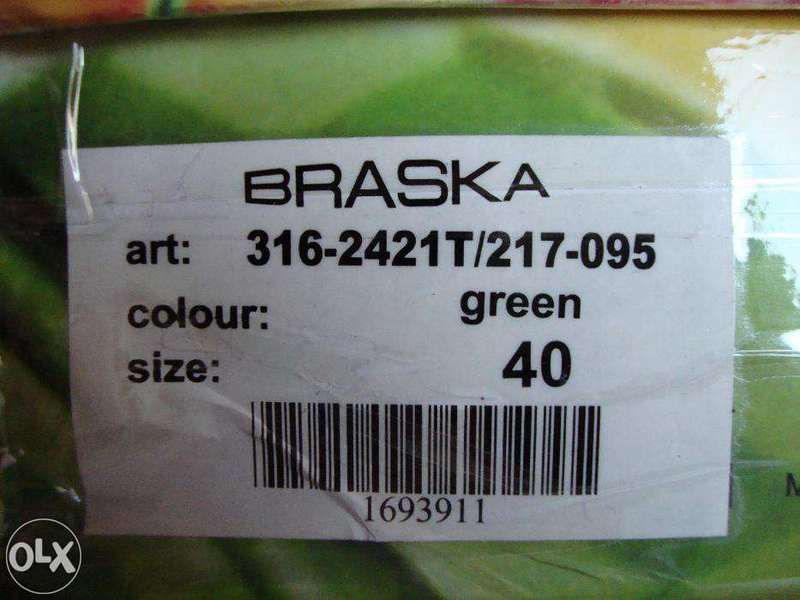 BRASKA
art: 316-2421T/217-095
colour: green
size: 40
1693911
M
OLX